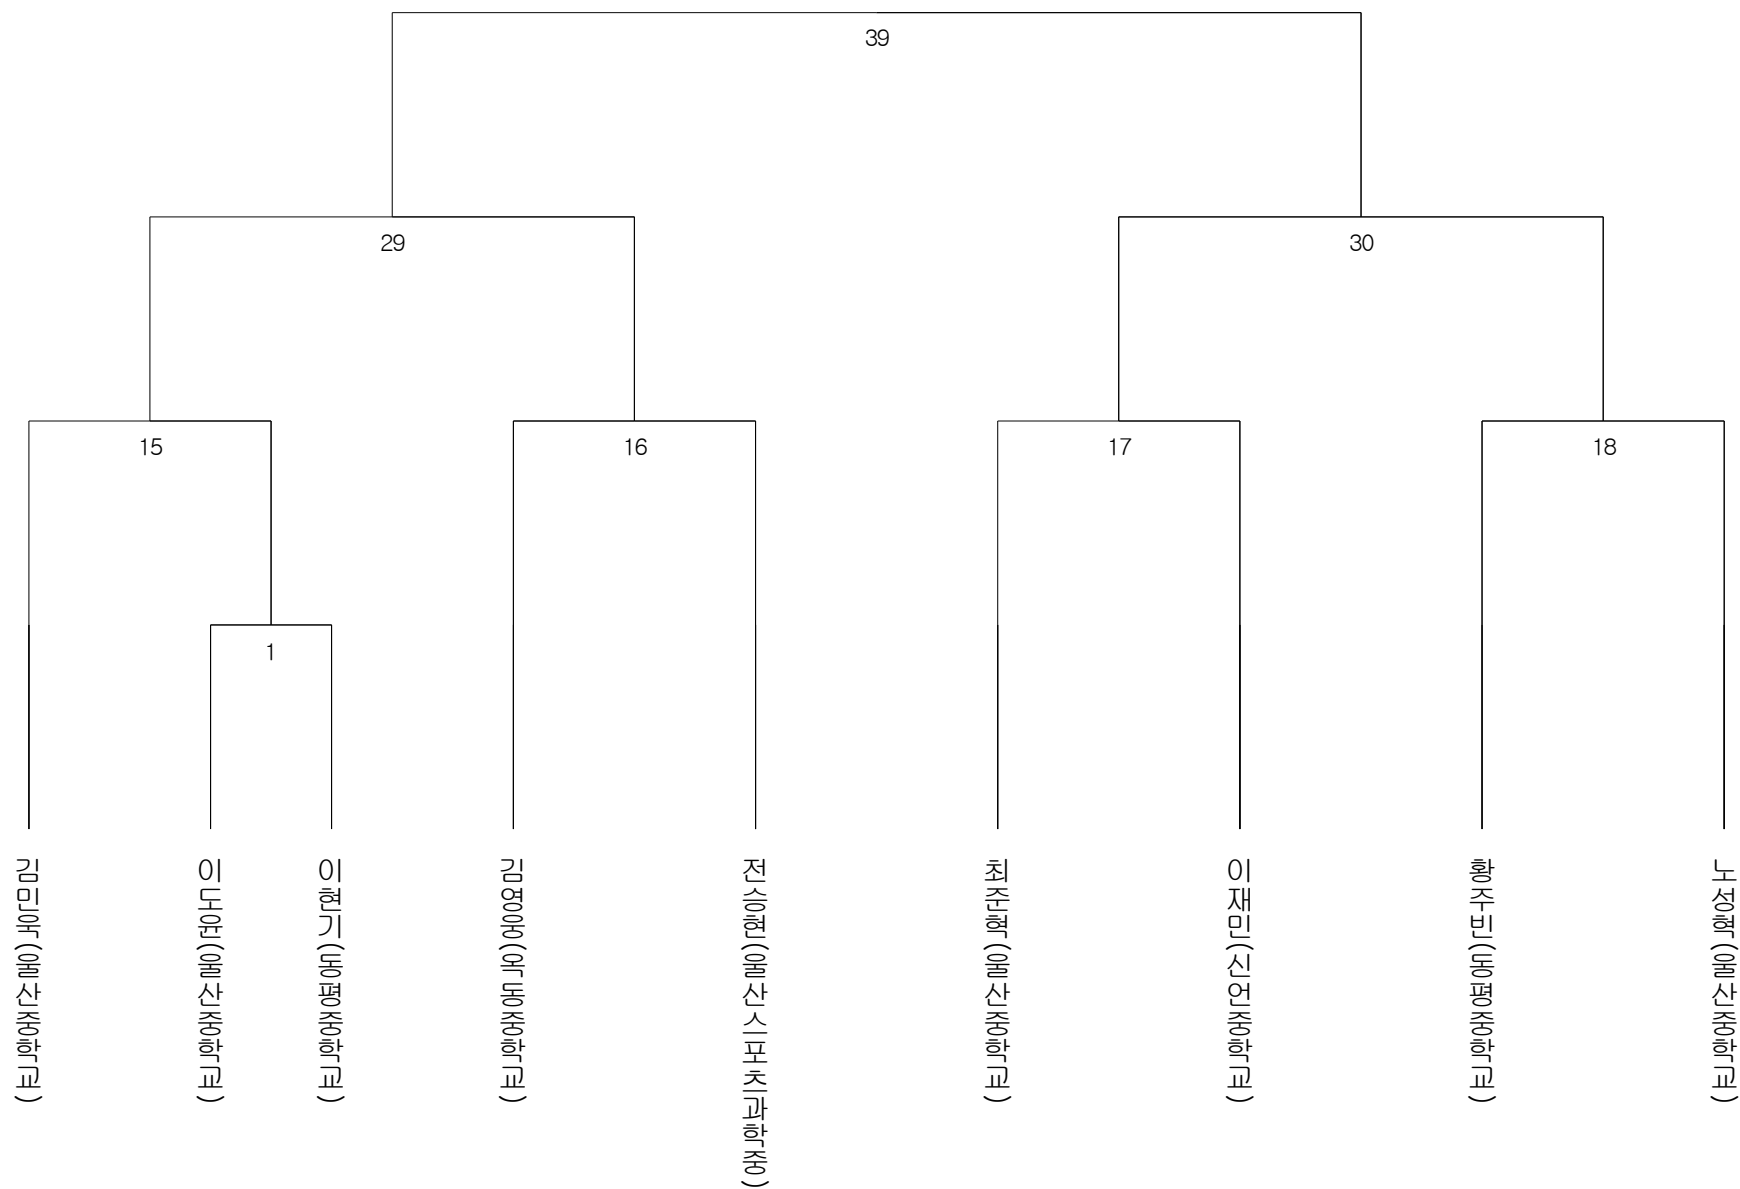 39
29
30
15
16
17
18
1
김민욱(울산중학교)
이도윤(울산중학교)
이현기(동평중학교)
김영웅(옥동중학교)
전승현(울산스포츠과학중)
최준혁(울산중학교)
이재민(신언중학교)
황주빈(동평중학교)
노성혁(울산중학교)